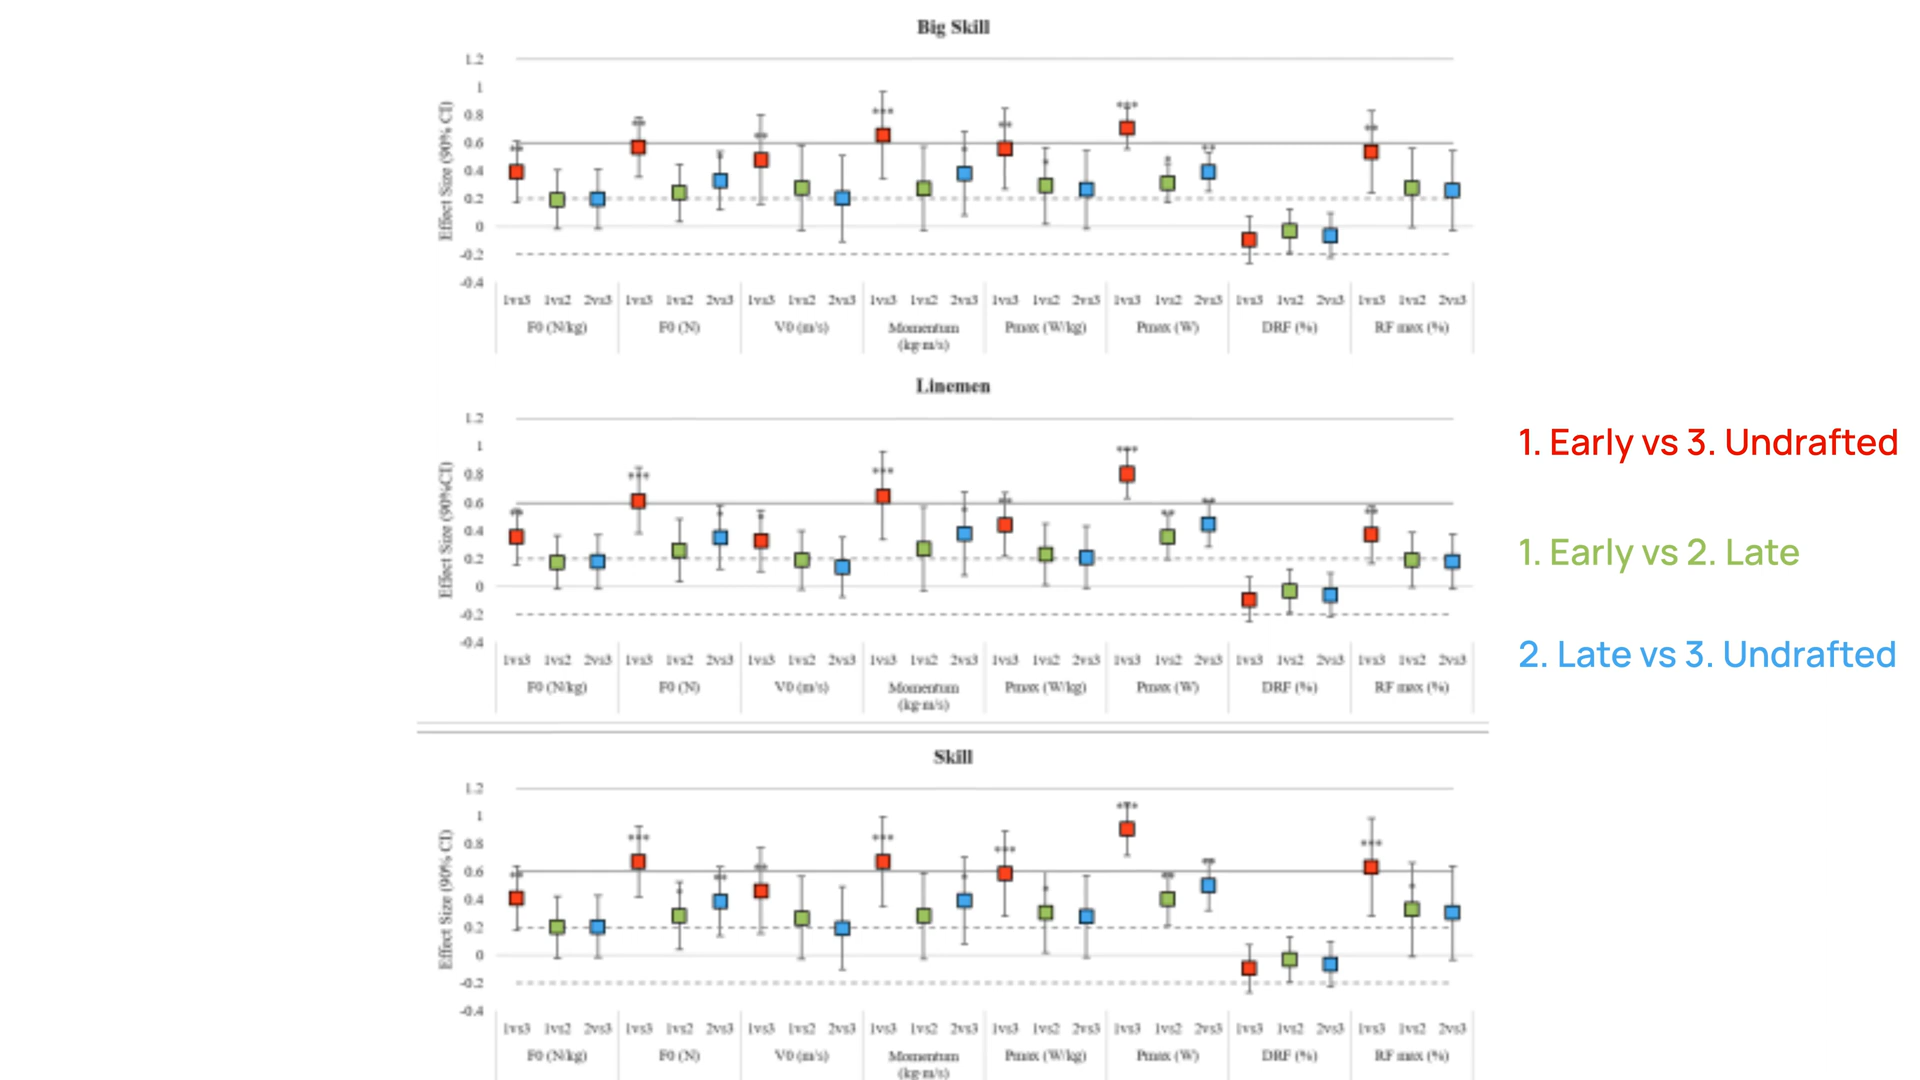 Big Skill
Effect Size (90% CI)
1.2
1
0.8
0.6
0.4
0.2
0
-0.2
-0.4
1vs3 1vs2 2vs3 1vs3 1vs2 2vs3 1vs3 1vs2 2vs3 1vs3 1vs2 2vs3 1vs3 1vs2 2vs3 1vs3 1vs2 2vs3 1vs3 1vs2 2vs3 1vs3 1vs2 2vs3
F0 (N/kg) F0 (N) V0 (m/s) Momentum (kg·m/s) Pmax (W/kg) Pmax (W) DRF (%) RF max (%)
Linemen
Effect Size (90%CI)
1.2
1
0.8
0.6
0.4
0.2
0
-0.2
-0.4
1vs3 1vs2 2vs3 1vs3 1vs2 2vs3 1vs3 1vs2 2vs3 1vs3 1vs2 2vs3 1vs3 1vs2 2vs3 1vs3 1vs2 2vs3 1vs3 1vs2 2vs3 1vs3 1vs2 2vs3
F0 (N/kg) F0 (N) V0 (m/s) Momentum (kg·m/s) Pmax (W/kg) Pmax (W) DRF (%) RF max (%)
1. Early vs 3. Undrafted
1. Early vs 2. Late
2. Late vs 3. Undrafted
Skill
Effect Size (90% CI)
1.2
1
0.8
0.6
0.4
0.2
0
-0.2
-0.4
1vs3 1vs2 2vs3 1vs3 1vs2 2vs3 1vs3 1vs2 2vs3 1vs3 1vs2 2vs3 1vs3 1vs2 2vs3 1vs3 1vs2 2vs3 1vs3 1vs2 2vs3 1vs3 1vs2 2vs3
F0 (N/kg) F0 (N) V0 (m/s) Momentum (kg·m/s) Pmax (W/kg) Pmax (W) DRF (%) RF max (%)